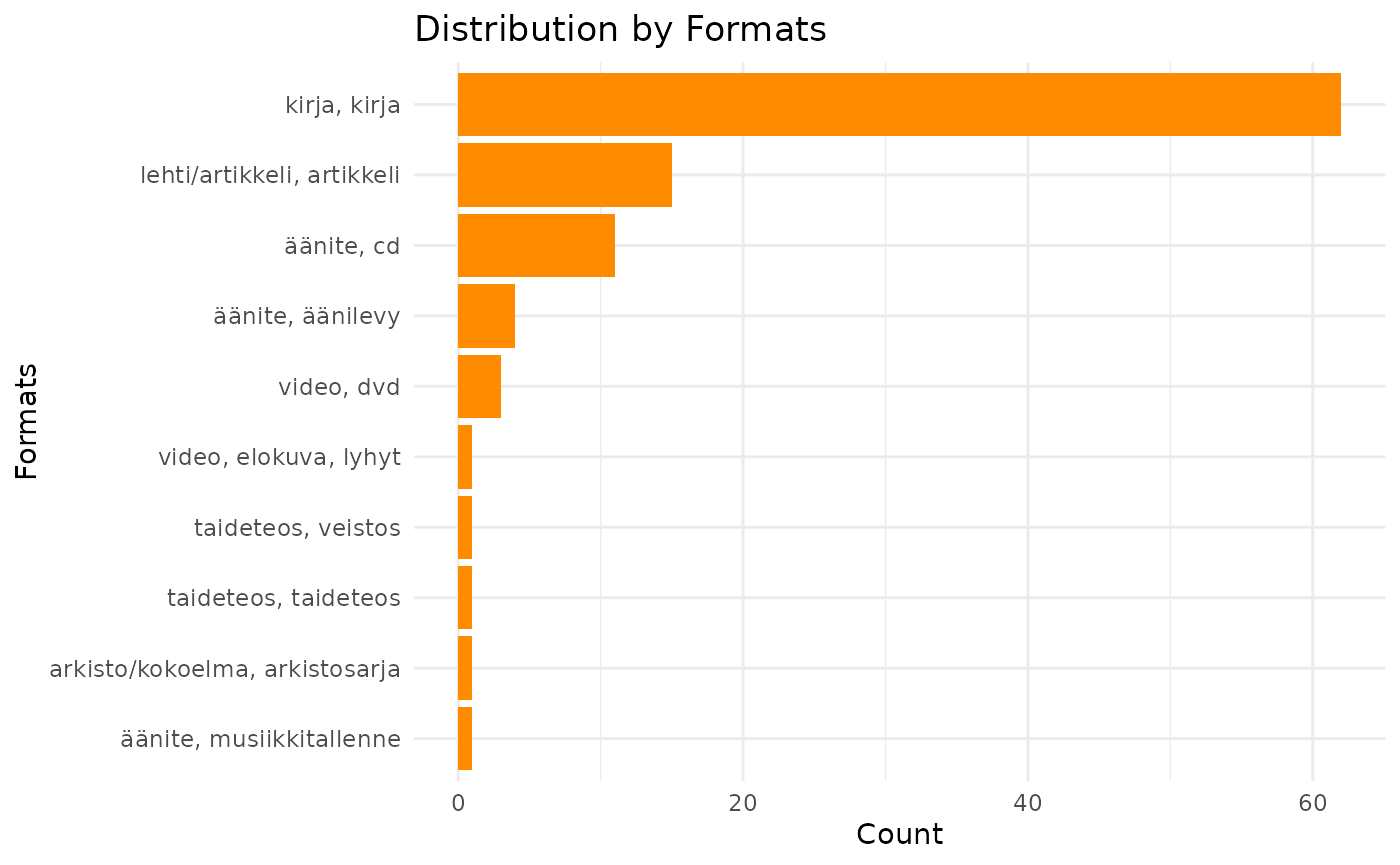 Distribution by Formats
Formats
kirja, kirja
lehti/artikkeli, artikkeli
äänite, cd
äänite, äänilevy
video, dvd
video, elokuva, lyhyt
taideteos, veistos
taideteos, taideteos
arkisto/kokoelma, arkistosarja
äänite, musiikkitallenne
0 20 40 60
Count